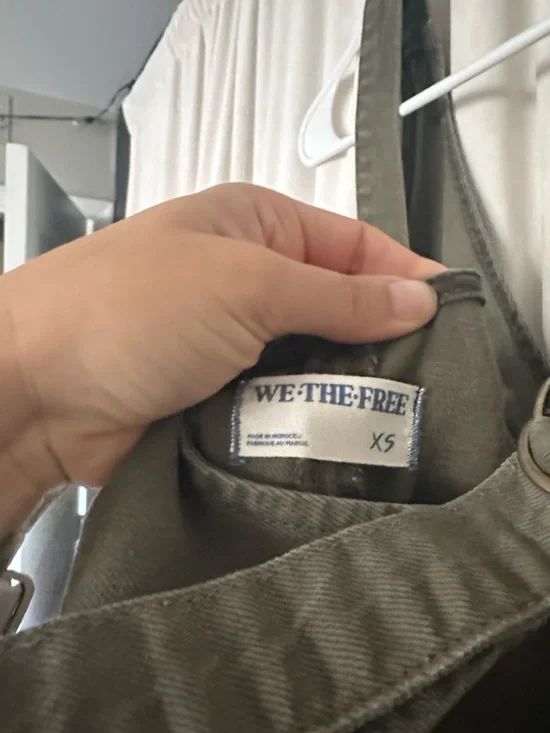 WE·THE·FREE
MADE IN MOROCCO
FABRIQUE AU MAROC
XS